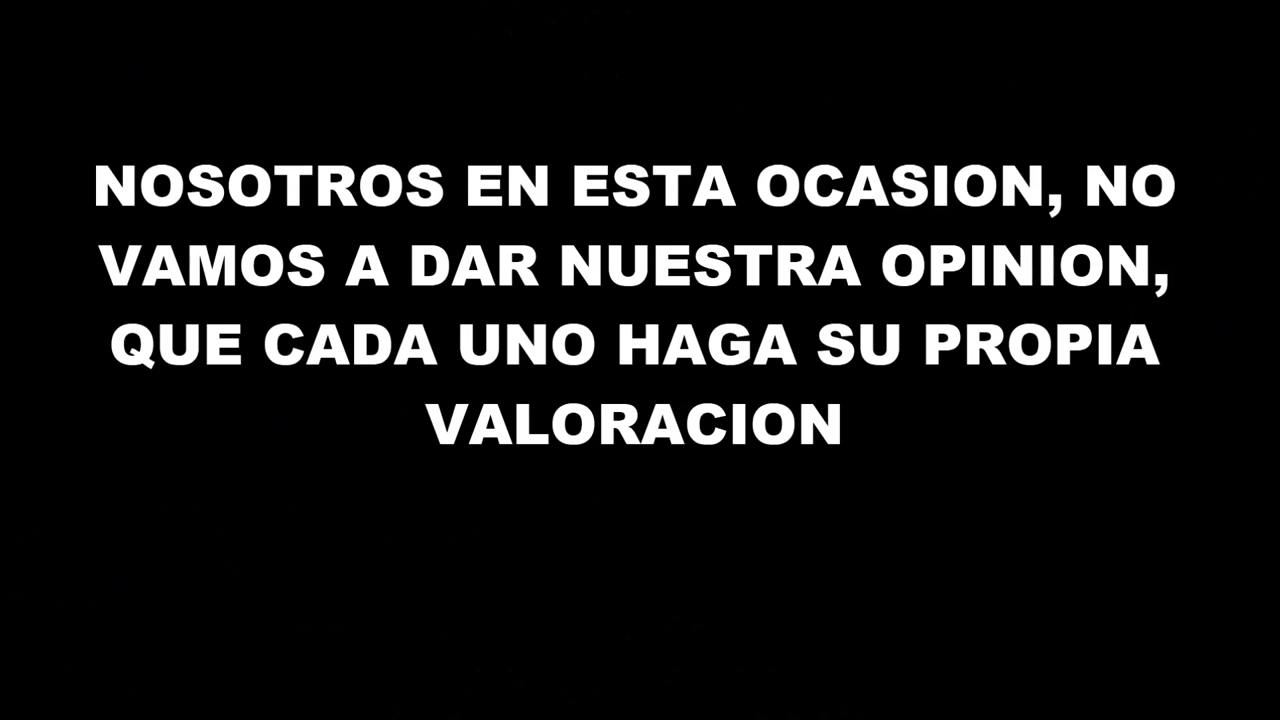 NOSOTROS EN ESTA OCASION, NO
VAMOS A DAR NUESTRA OPINION,
QUE CADA UNO HAGA SU PROPIA
VALORACION